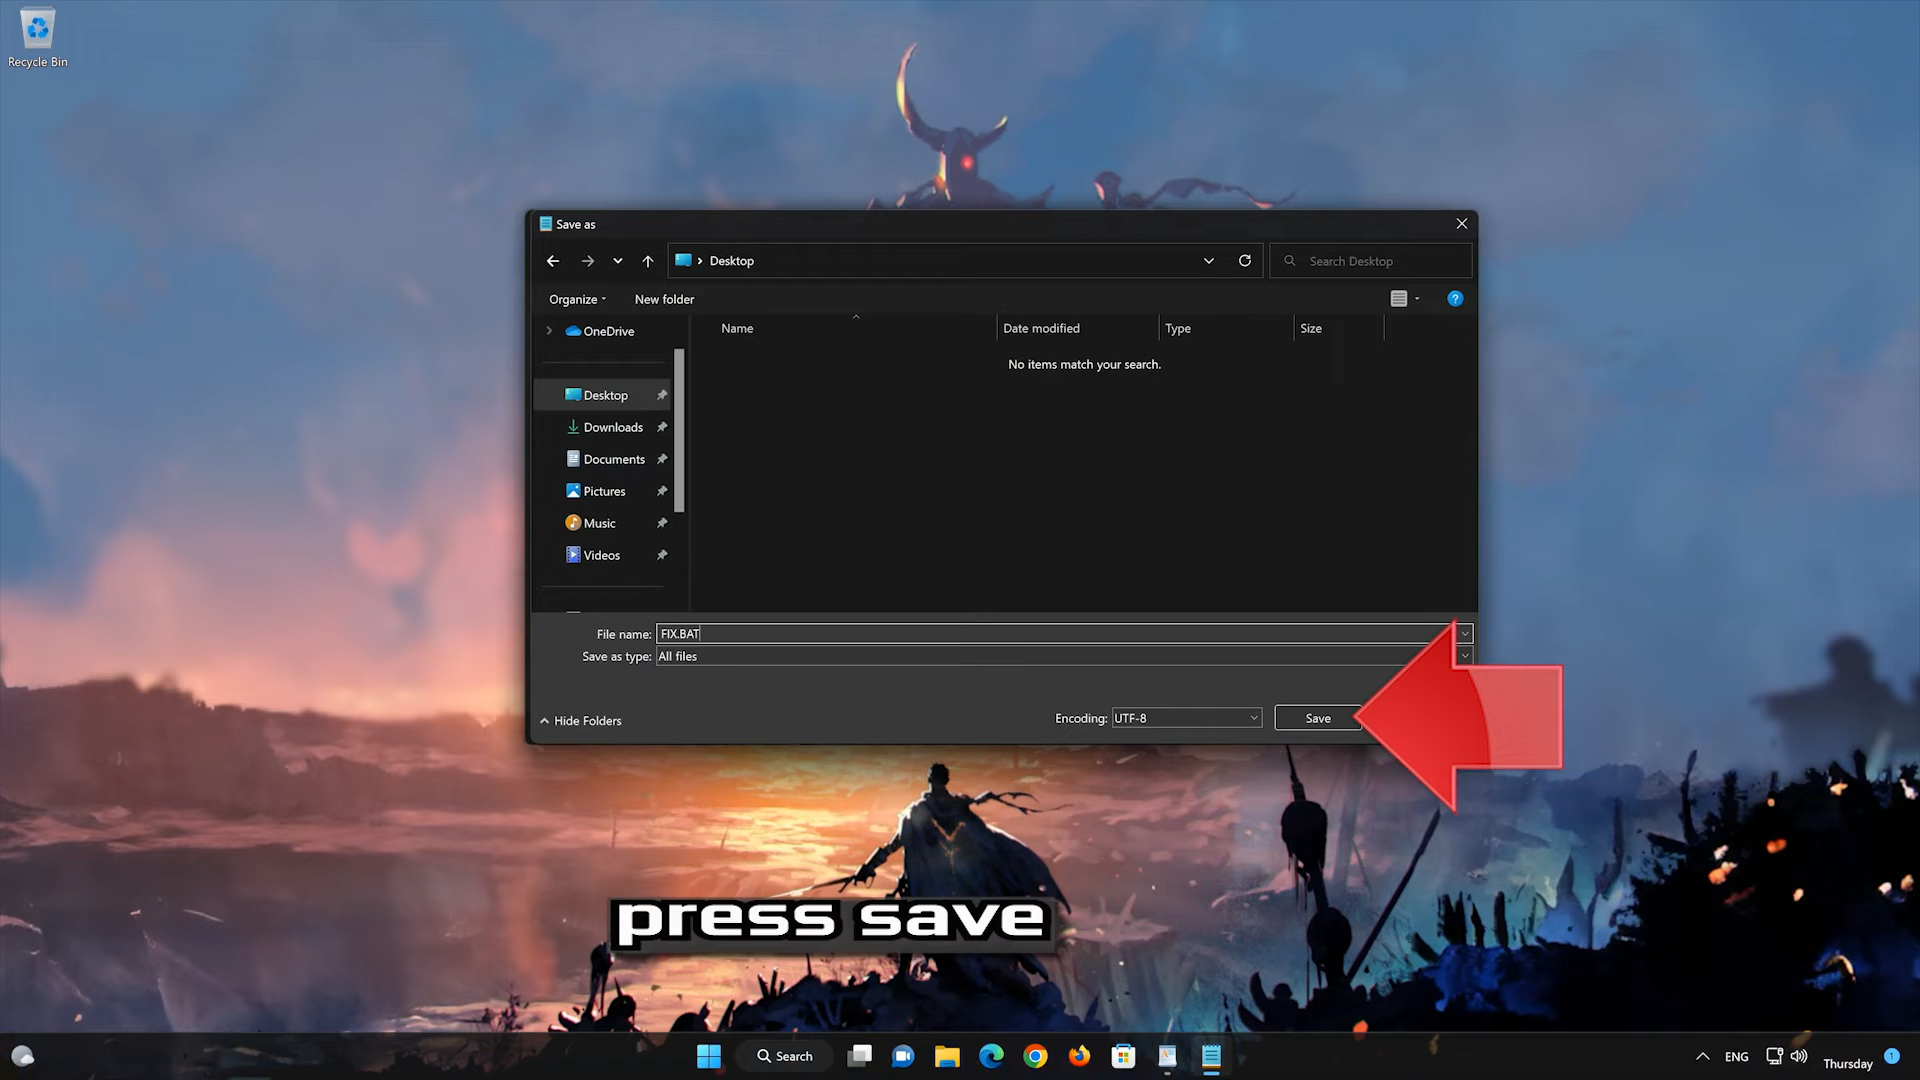 Recycle Bin
Save as
Desktop
Search Desktop
Organize
New folder
?
OneDrive
Name
Date modified
Type
Size
No items match your search.
Desktop
Downloads
Documents
Pictures
Music
Videos
File name: FIX.BAT
Save as type: All files
Hide Folders
Encoding: UTF-8
Save
press save
Search
ENG
Thursday
1